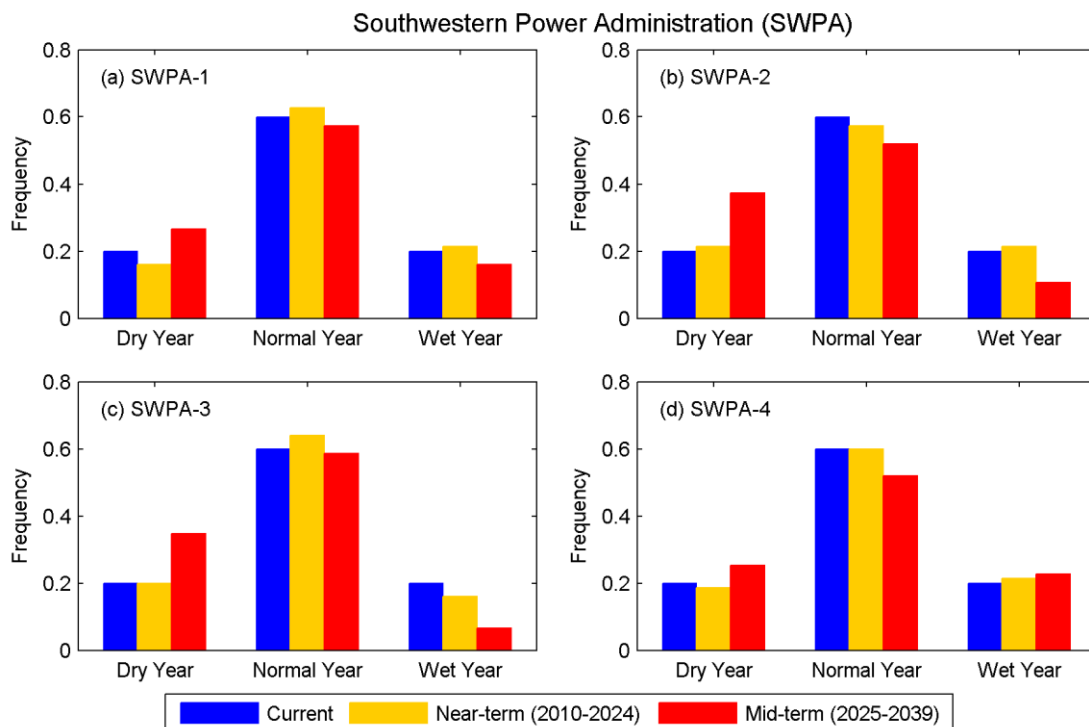 Southwestern Power Administration (SWPA)
(a) SWPA-1
0.8
0.6
0.4
0.2
0
Frequency
Dry Year Normal Year Wet Year
(b) SWPA-2
0.8
0.6
0.4
0.2
0
Frequency
Dry Year Normal Year Wet Year
(c) SWPA-3
0.8
0.6
0.4
0.2
0
Frequency
Dry Year Normal Year Wet Year
(d) SWPA-4
0.8
0.6
0.4
0.2
0
Frequency
Dry Year Normal Year Wet Year
Current Near-term (2010-2024) Mid-term (2025-2039)